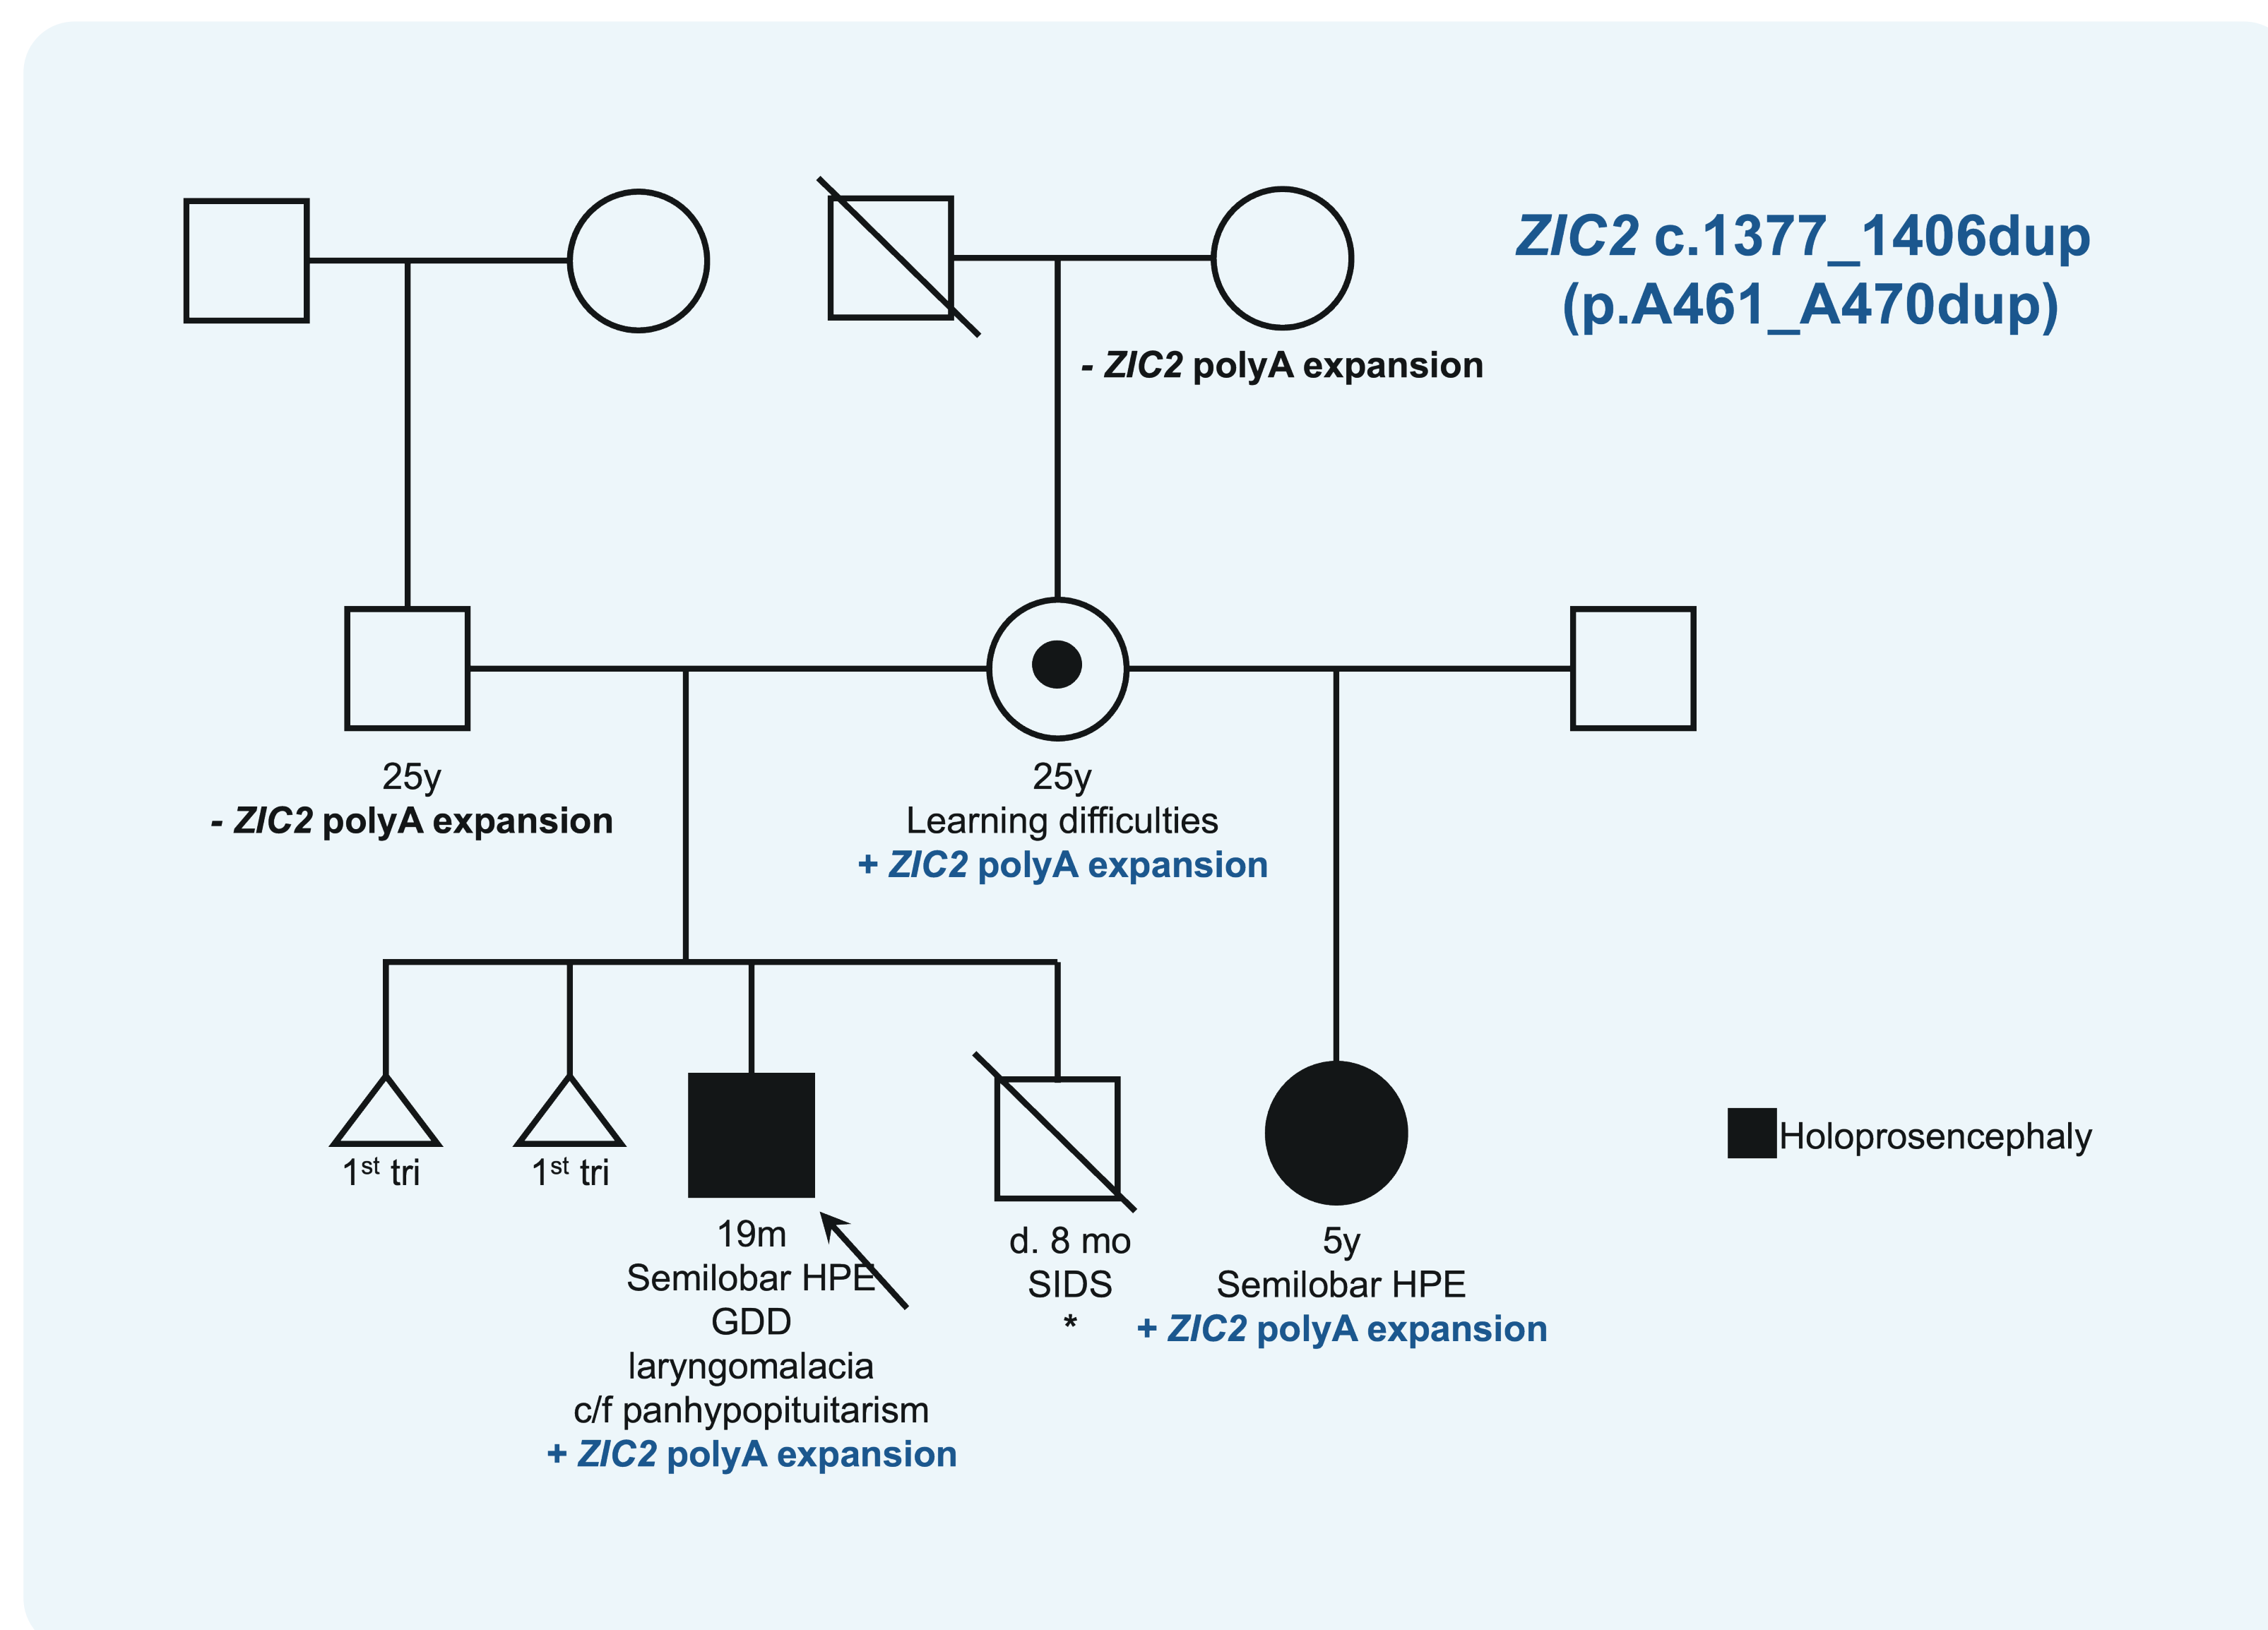 ZIC2 c.1377_1406dup
(p.A461_A470dup)
- ZIC2 polyA expansion
25y
- ZIC2 polyA expansion
25y
Learning difficulties
+ ZIC2 polyA expansion
1st tri
1st tri
19m
Semilobar HPE
GDD
laryngomalacia
c/f panhypopituitarism
+ ZIC2 polyA expansion
d. 8 mo
SIDS
*
5y
Semilobar HPE
+ ZIC2 polyA expansion
Holoprosencephaly